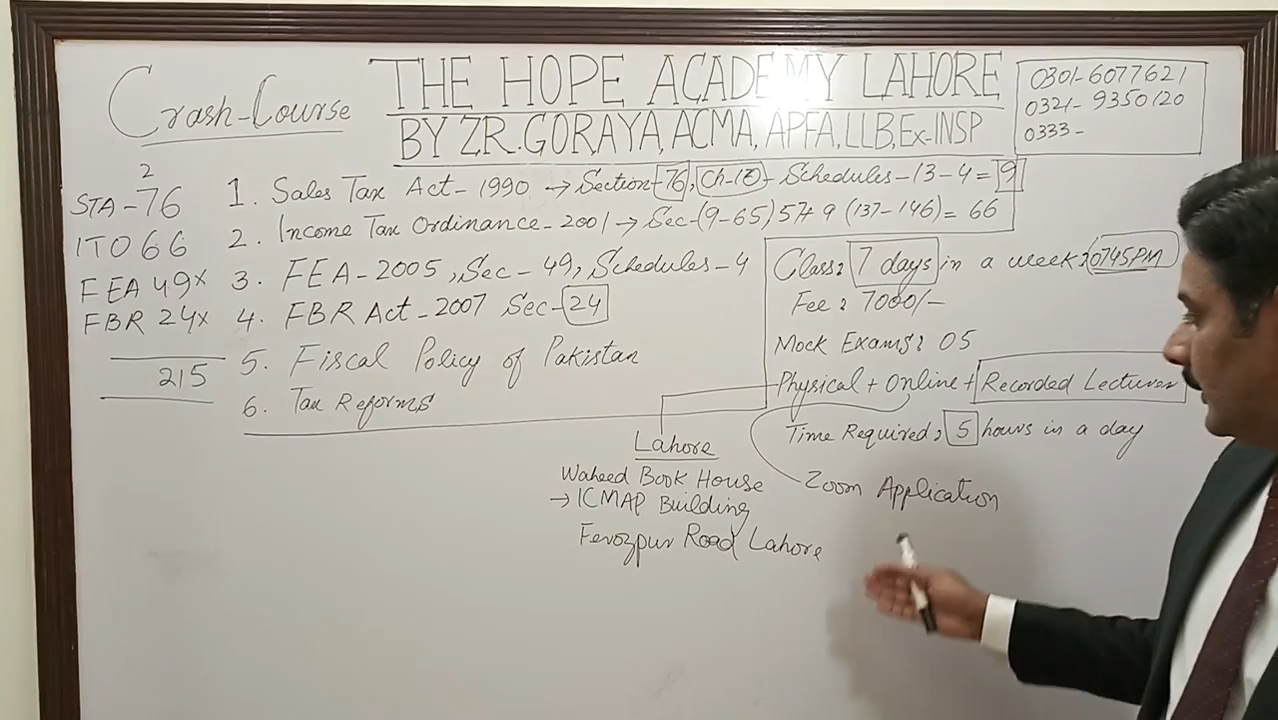 Crash-Course
THE HOPE ACADEMY LAHORE
BY ZR.GORAYA, ACMA, APFA, LLB, Ex-INSP
0301-6077621
0321-9350120
0333-
2
STA-76
ITO 66
FEA 49x
FBR 24x
215
1. Sales Tax Act-1990 → Section-76, Ch-10- Schedules-13-4=9
2. Income Tax Ordinance-2001 → Sec-(9-65) 57+9 (137-146)=66
3. FEA-2005, Sec-49, Schedules-4
4. FBR Act-2007 Sec-24
5. Fiscal Policy of Pakistan
6. Tax Reforms
Class: 7 days in a week: 0745PM
Fee: 7000/-
Mock Exams: 05
Physical + Online + Recorded Lectures
Time Required: 5 hours in a day
Zoom Application
Lahore
Waheed Book House
→ ICMAP Building
Ferozpur Road Lahore